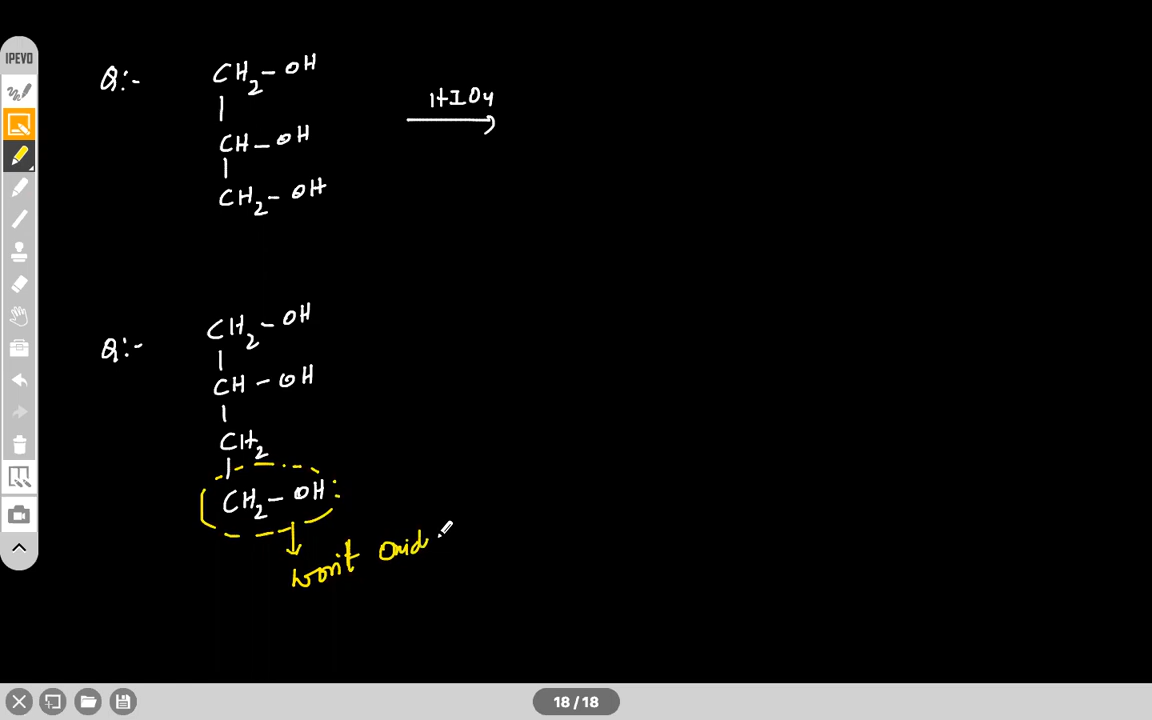 IPEVO
Q:- CH2-OH
HIO4
CH-OH
CH2-OH
Q:- CH2-OH
CH-OH
CH2
CH2-OH
won't oxid
18/18